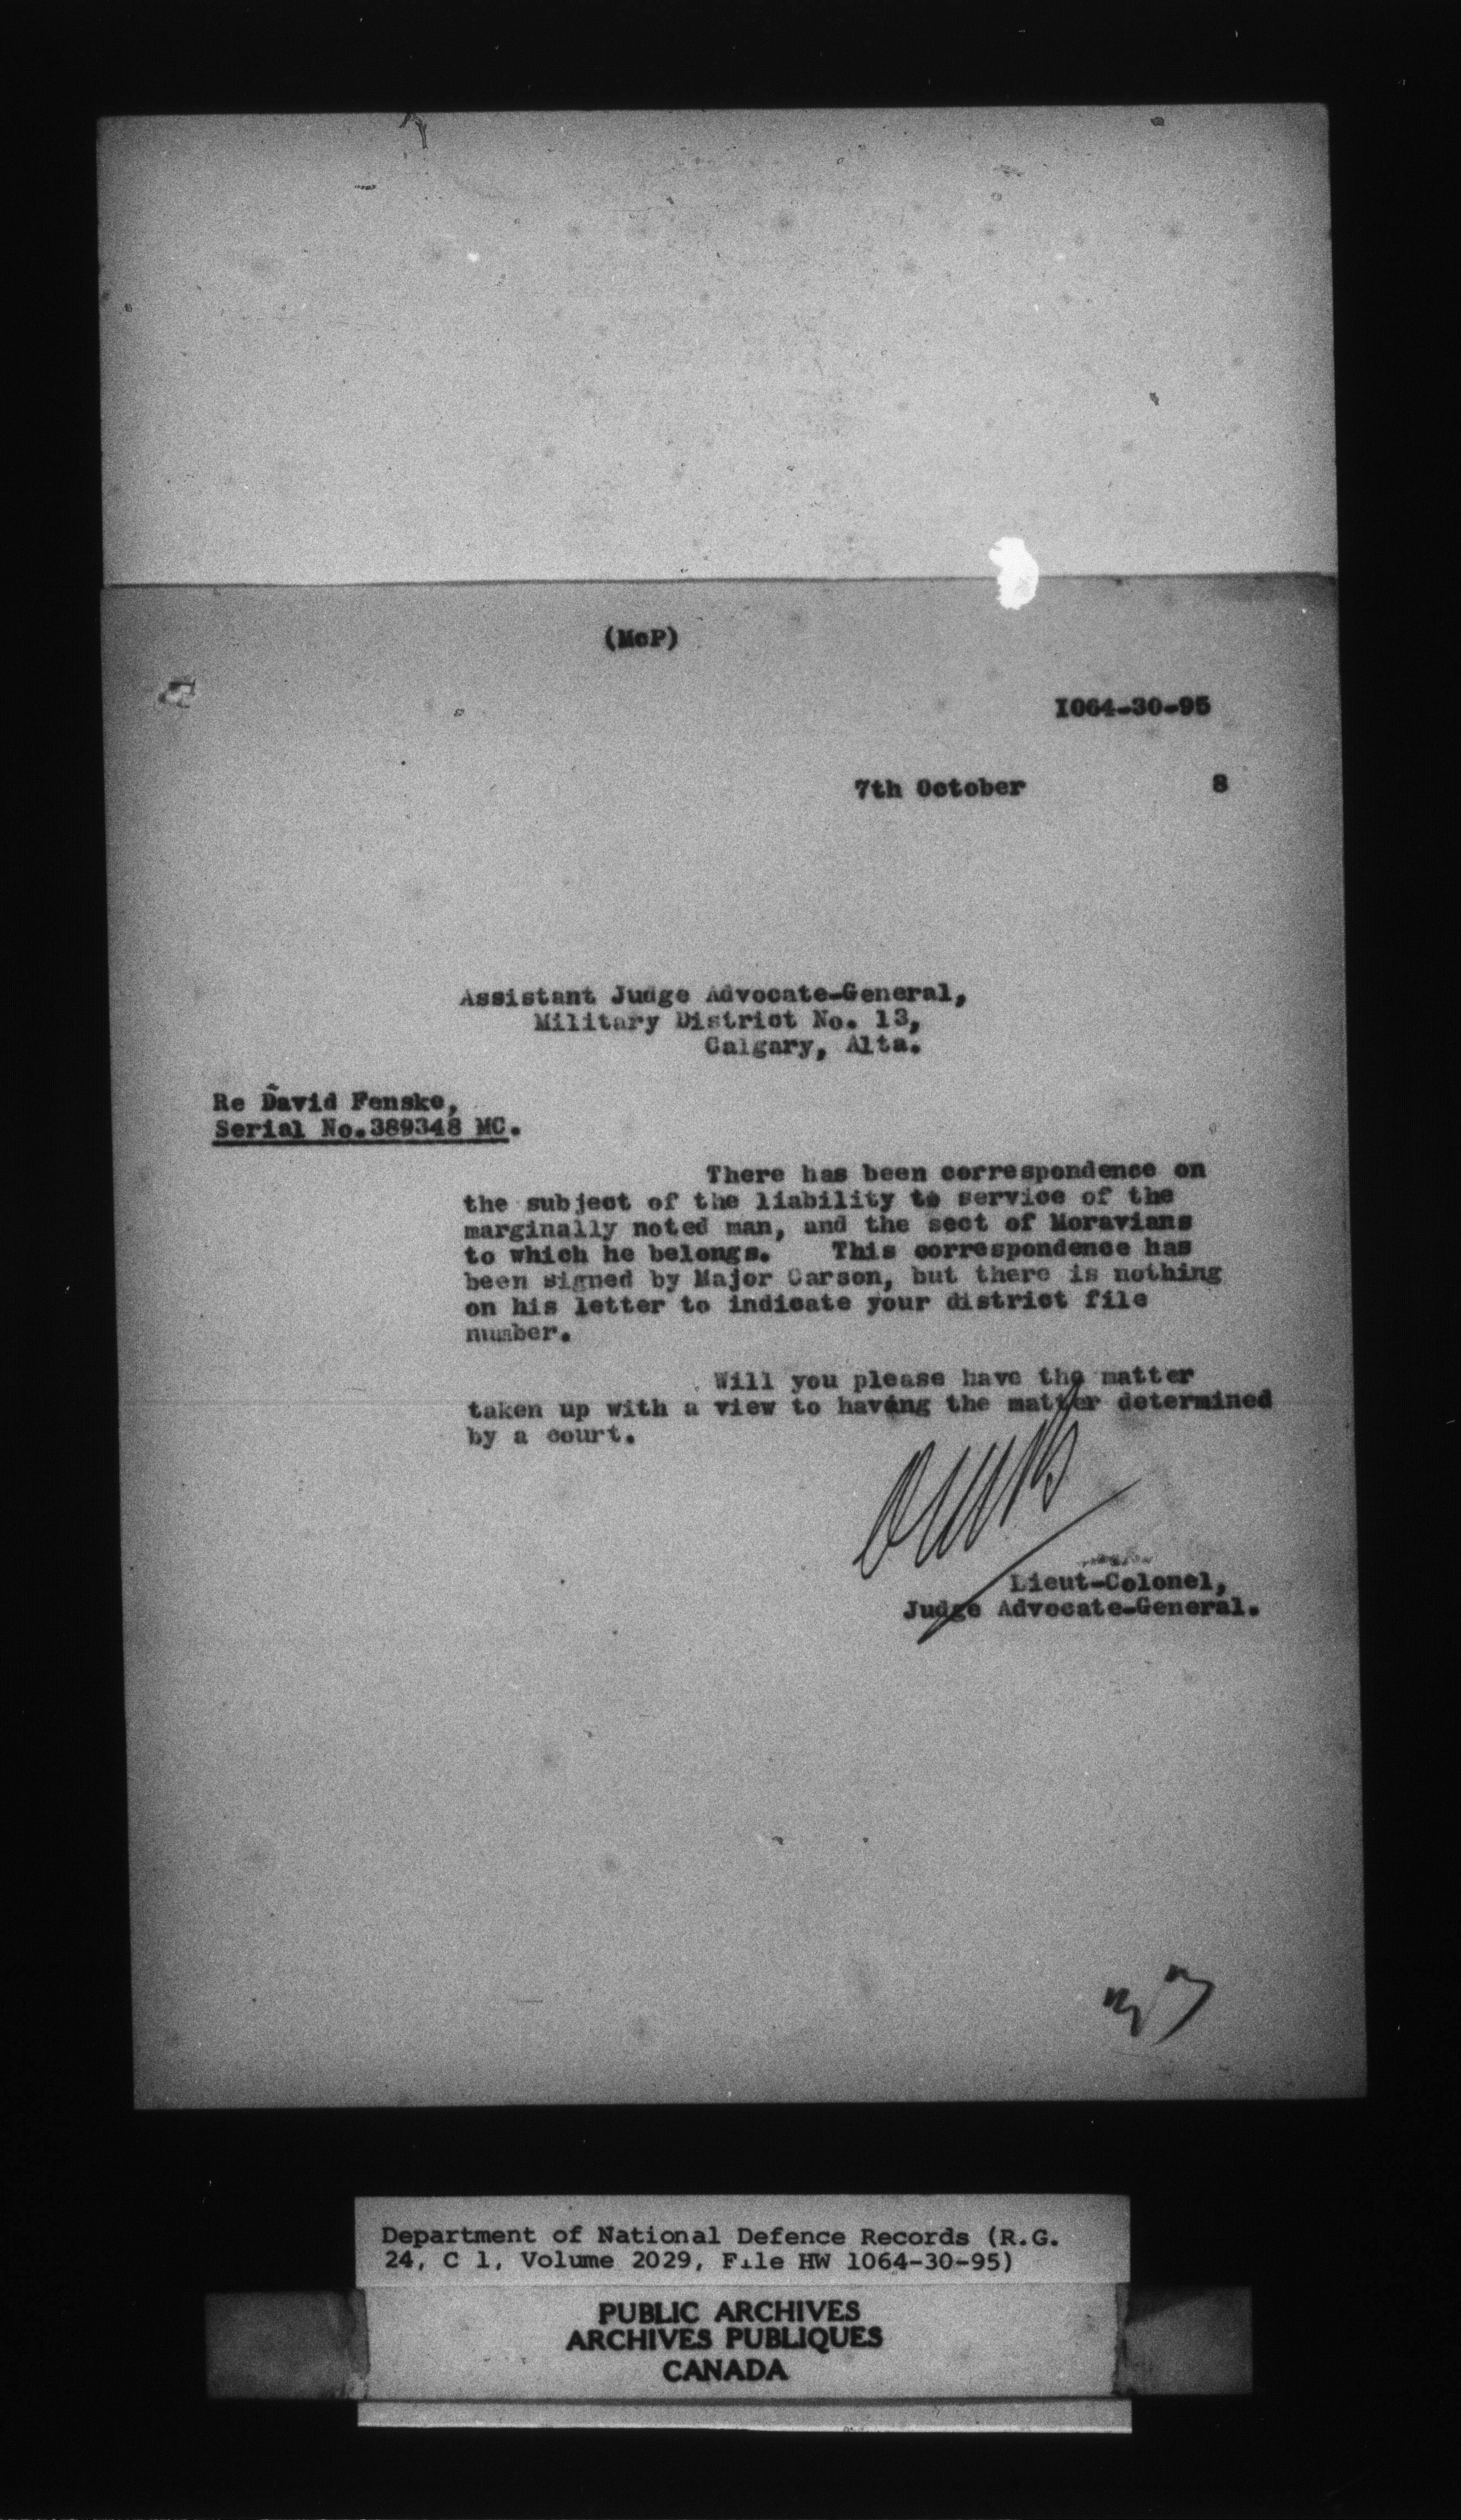 (McP)
1064-30-95
7th October 8
Assistant Judge Advocate-General,
Military District No. 13,
Calgary, Alta.
Re David Fenske,
Serial No.389348 MC.
There has been correspondence on
the subject of the liability to service of the
marginally noted man, and the sect of Moravians
to which he belongs. This correspondence has
been signed by Major Carson, but there is nothing
on his letter to indicate your district file
number.
Will you please have the matter
taken up with a view to having the matter determined
by a court.
Lieut-Colonel,
Judge Advocate-General.
Department of National Defence Records (R.G.
24, C 1, Volume 2029, File HW 1064-30-95)
PUBLIC ARCHIVES
ARCHIVES PUBLIQUES
CANADA